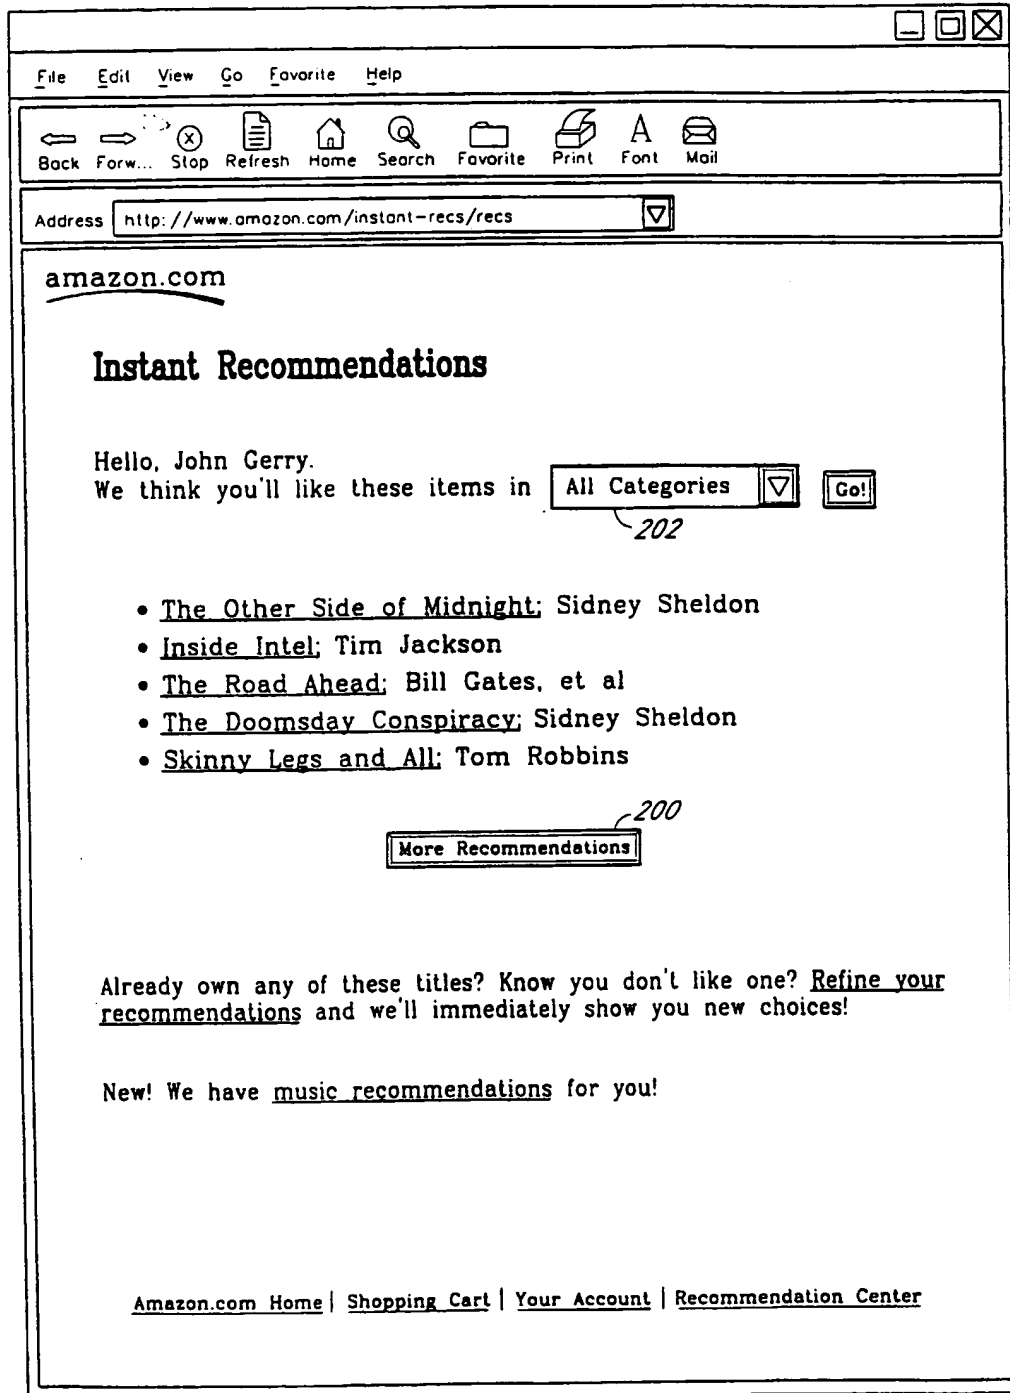 File Edit View Go Favorite Help
Back Forw... Stop Refresh Home Search Favorite Print Font Mail
Address http://www.amazon.com/instant-recs/recs
amazon.com
Instant Recommendations
Hello, John Gerry.
We think you'll like these items in All Categories Go!
202
• The Other Side of Midnight; Sidney Sheldon
• Inside Intel; Tim Jackson
• The Road Ahead; Bill Gates, et al
• The Doomsday Conspiracy; Sidney Sheldon
• Skinny Legs and All; Tom Robbins
200
More Recommendations
Already own any of these titles? Know you don't like one? Refine your
recommendations and we'll immediately show you new choices!
New! We have music recommendations for you!
Amazon.com Home | Shopping Cart | Your Account | Recommendation Center